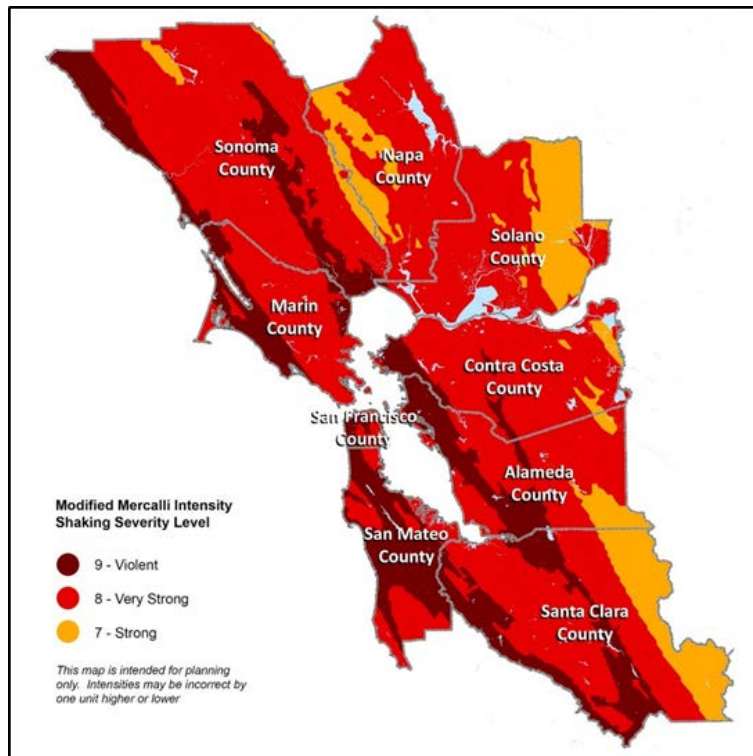 Sonoma
County
Napa
County
Solano
County
Marin
County
Contra Costa
County
San Francisco
County
Alameda
County
San Mateo
County
Santa Clara
County
Modified Mercalli Intensity
Shaking Severity Level
9 - Violent
8 - Very Strong
7 - Strong
This map is intended for planning
only. Intensities may be incorrect by
one unit higher or lower